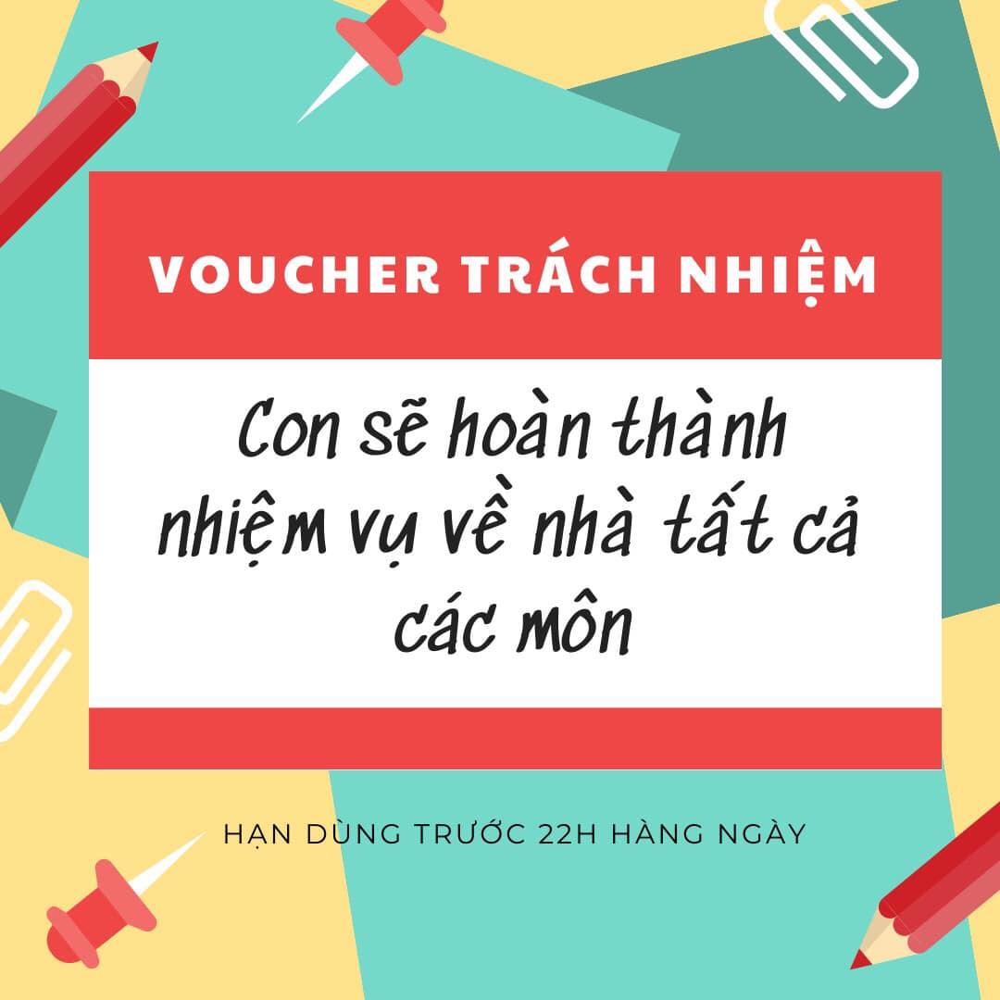 VOUCHER TRÁCH NHIỆM
Con sẽ hoàn thành
nhiệm vụ về nhà tất cả
các môn
HẠN DÙNG TRƯỚC 22H HÀNG NGÀY